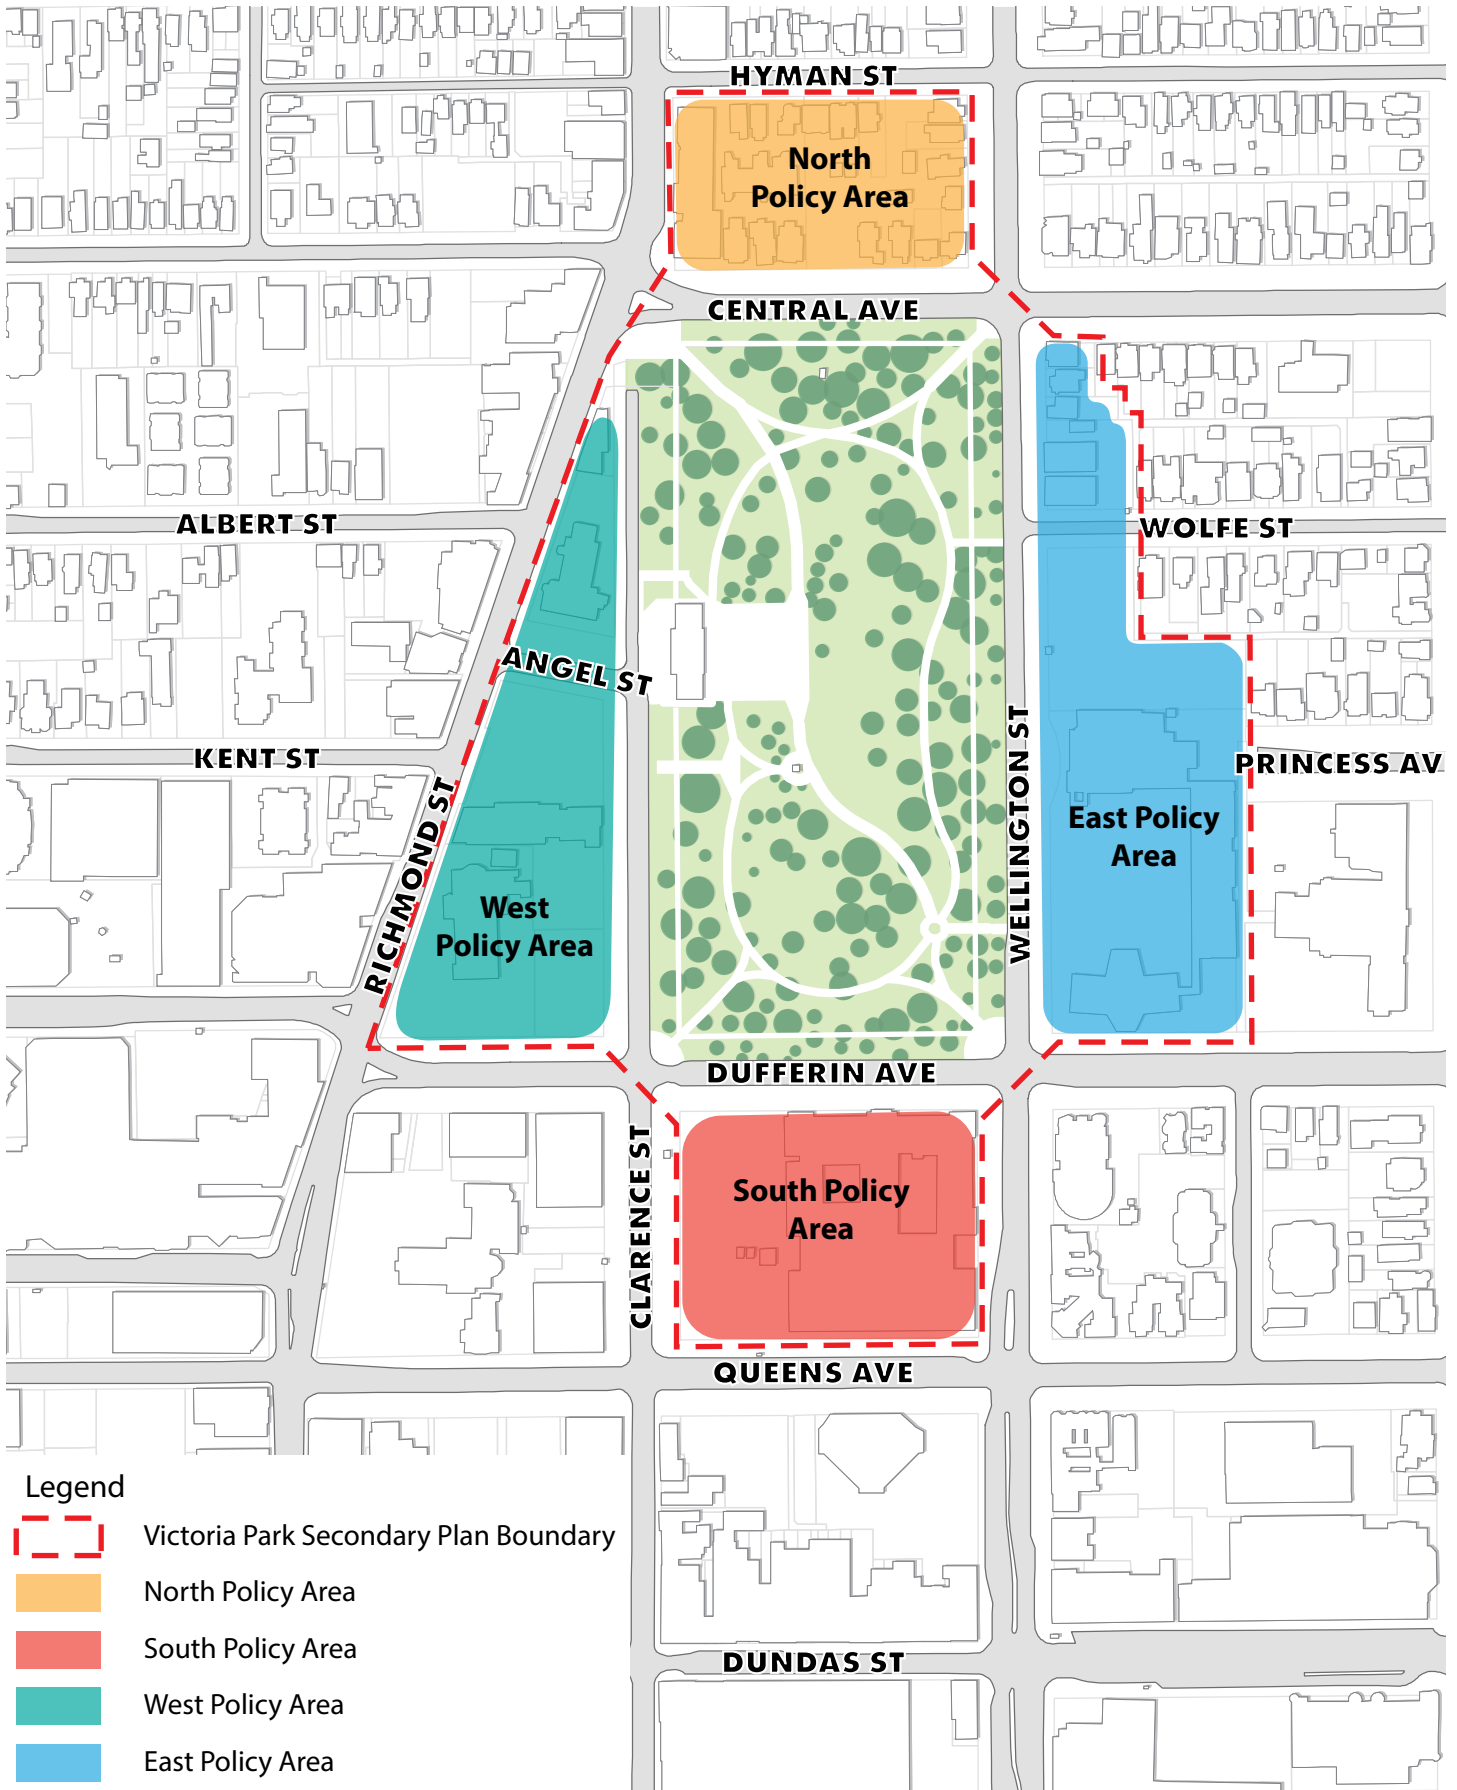 HYMAN ST
North
Policy Area
CENTRAL AVE
ALBERT ST
WOLFE ST
ANGEL ST
KENT ST
WELLINGTON ST
PRINCESS AV
RICHMOND ST
East Policy
Area
West
Policy Area
DUFFERIN AVE
CLARENCE ST
South Policy
Area
QUEENS AVE
DUNDAS ST
Legend
Victoria Park Secondary Plan Boundary
North Policy Area
South Policy Area
West Policy Area
East Policy Area